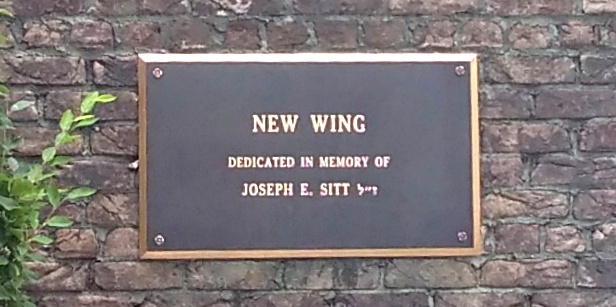 NEW WING
DEDICATED IN MEMORY OF
JOSEPH E. SITT ז״ל